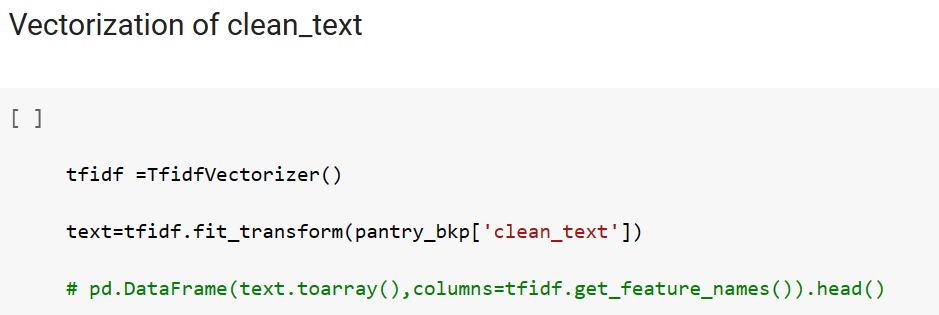 Vectorization of clean_text
[ ]
tfidf =TfidfVectorizer()
text=tfidf.fit_transform(pantry_bkp['clean_text'])
# pd.DataFrame(text.toarray(),columns=tfidf.get_feature_names()).head()